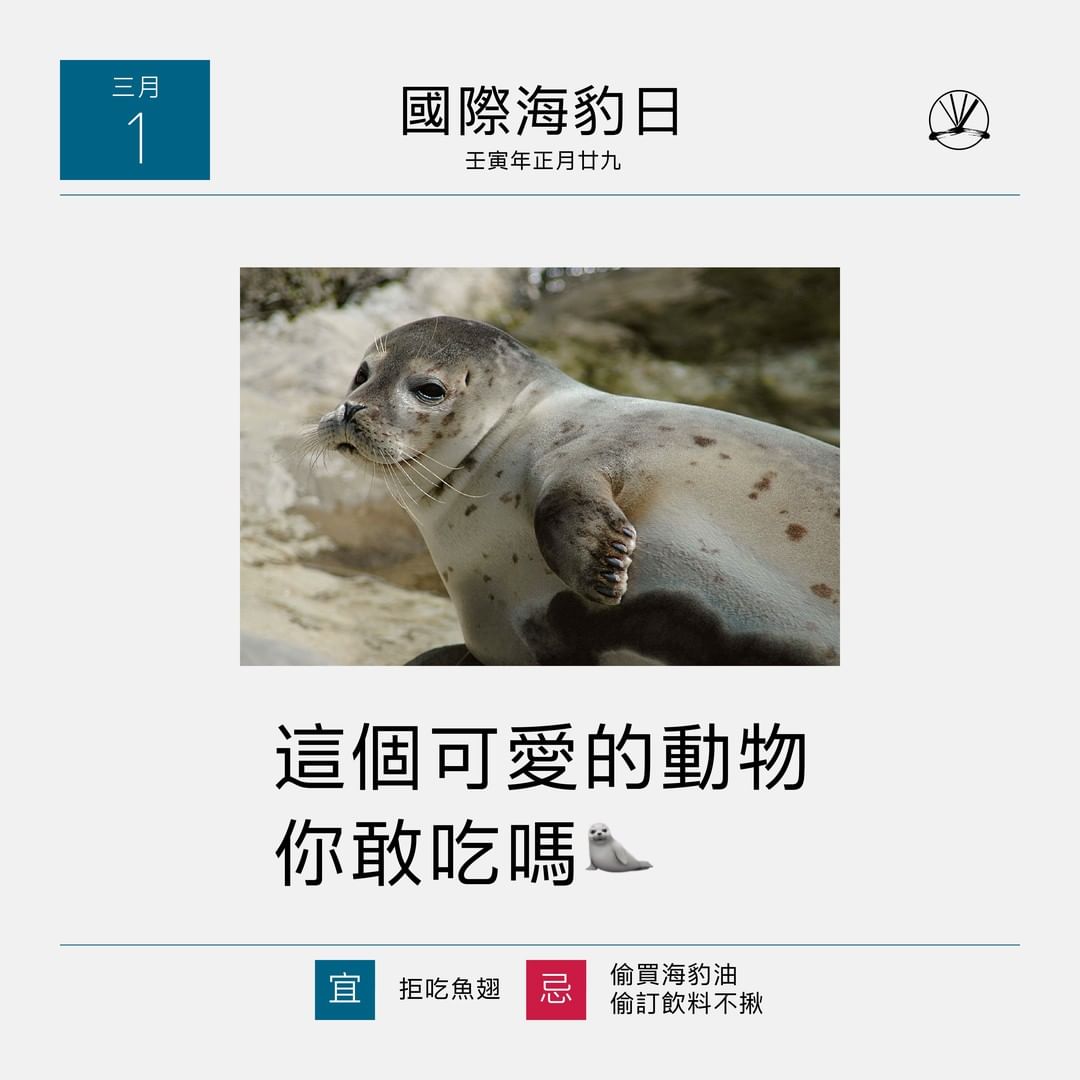 三月
1
國際海豹日
壬寅年正月廿九
這個可愛的動物
你敢吃嗎🦭
宜
拒吃魚翅
忌
偷買海豹油
偷訂飲料不揪